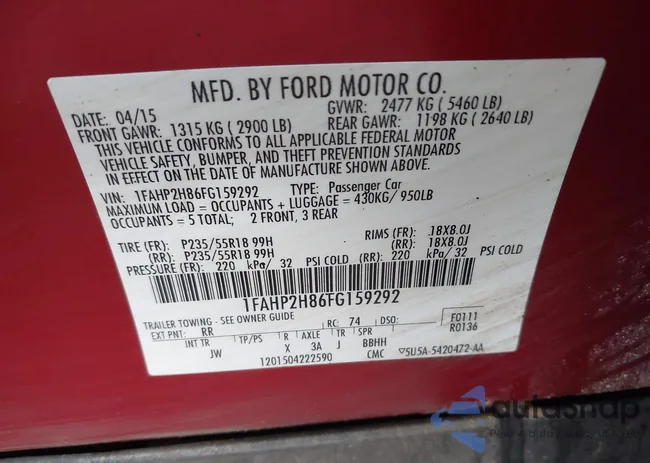 MFD. BY FORD MOTOR CO.
DATE: 04/15 GVWR: 2477 KG ( 5460 LB)
FRONT GAWR: 1315 KG ( 2900 LB) REAR GAWR: 1198 KG ( 2640 LB)
THIS VEHICLE CONFORMS TO ALL APPLICABLE FEDERAL MOTOR
VEHICLE SAFETY, BUMPER, AND THEFT PREVENTION STANDARDS
IN EFFECT ON THE DATE OF MANUFACTURE SHOWN ABOVE.
VIN: 1FAHP2H86FG159292 TYPE: Passenger Car
MAXIMUM LOAD = OCCUPANTS + LUGGAGE = 430KG/ 950LB
OCCUPANTS = 5 TOTAL; 2 FRONT, 3 REAR
TIRE (FR): P235/55R18 99H RIMS (FR): 18X8.0J
(RR): P235/55R18 99H (RR): 18X8.0J
PRESSURE (FR): 220 kPa/ 32 PSI COLD (RR): 220 kPa/ 32 PSI COLD
1FAHP2H86FG159292
TRAILER TOWING - SEE OWNER GUIDE
EXT PNT: RR RC: 74 DSO: F0111
R0136
INT TR TP/PS R AXLE TR SPR
JW X 3A J BBHH
1201504222590 CMC 5U5A-5420472-AA
autosnap